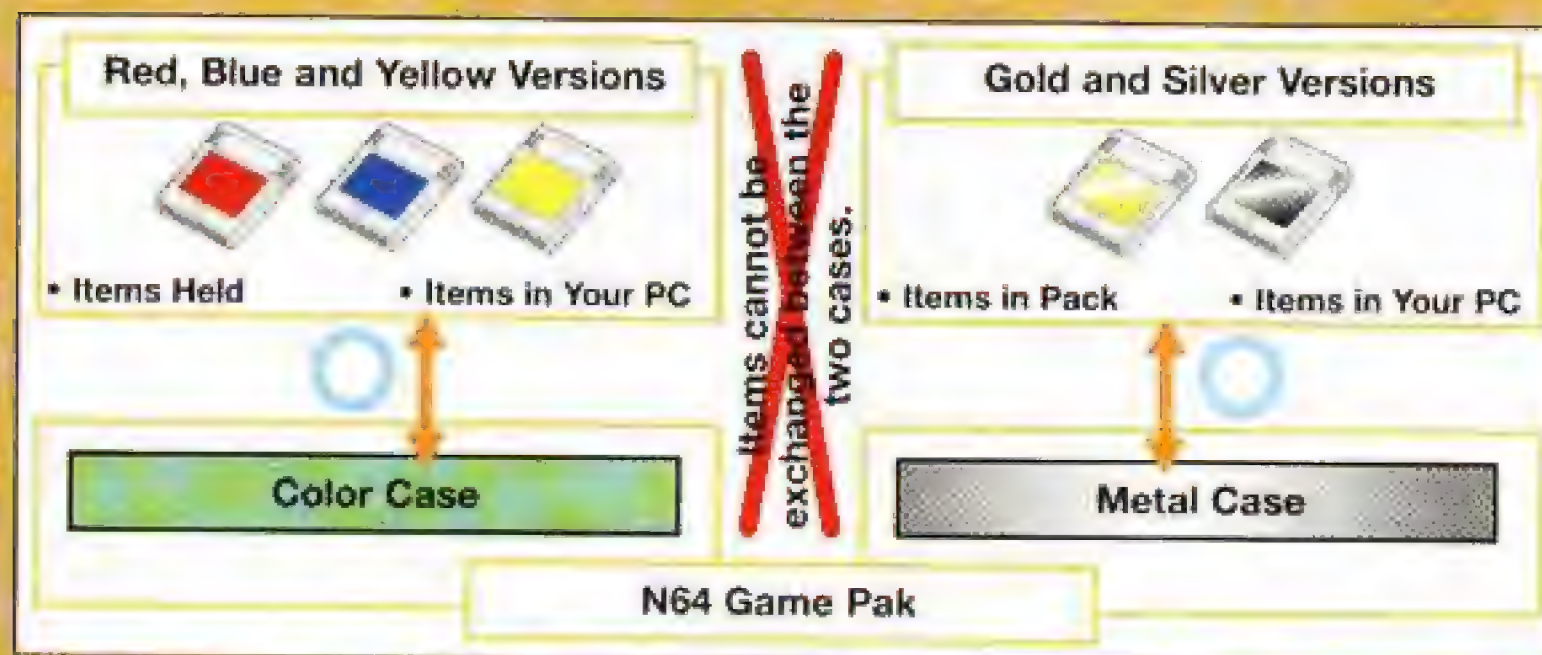 Red, Blue and Yellow Versions
• Items Held
• Items in Your PC
Color Case
Items cannot be
exchanged between the
two cases.
Gold and Silver Versions
• Items in Pack
• Items in Your PC
Metal Case
N64 Game Pak